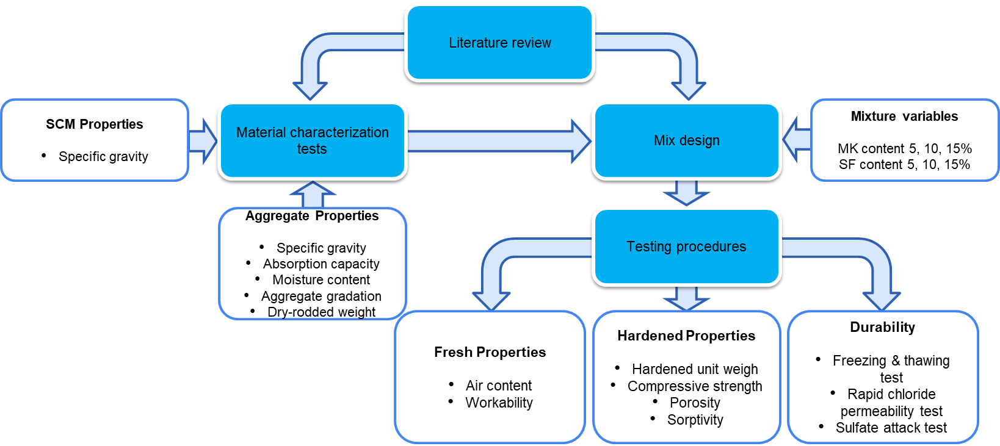 Literature review
SCM Properties
• Specific gravity
Material characterization
tests
Mix design
Mixture variables
MK content 5, 10, 15%
SF content 5, 10, 15%
Aggregate Properties
• Specific gravity
• Absorption capacity
• Moisture content
• Aggregate gradation
• Dry-rodded weight
Testing procedures
Fresh Properties
• Air content
• Workability
Hardened Properties
• Hardened unit weigh
• Compressive strength
• Porosity
• Sorptivity
Durability
• Freezing & thawing
test
• Rapid chloride
permeability test
• Sulfate attack test